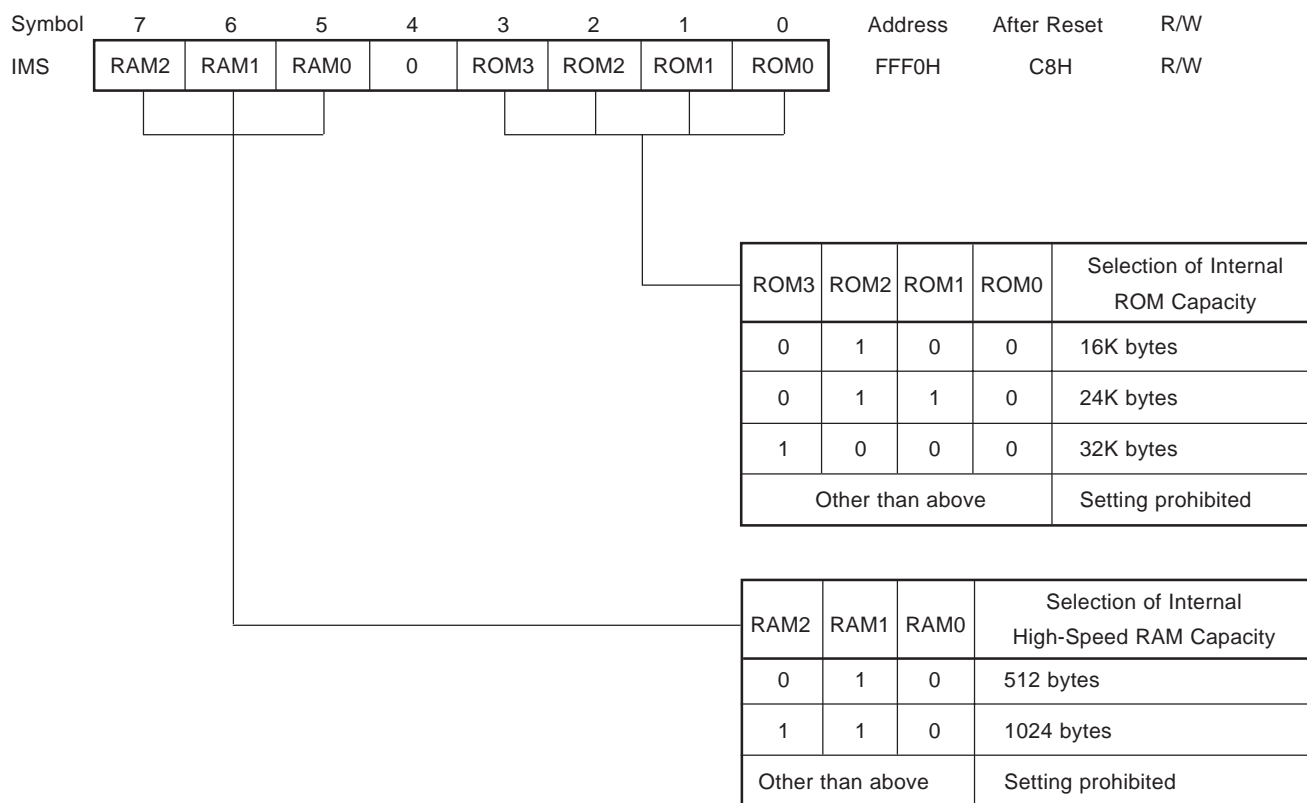 Symbol 7 6 5 4 3 2 1 0 Address After Reset R/W
IMS RAM2 RAM1 RAM0 0 ROM3 ROM2 ROM1 ROM0 FFF0H C8H R/W
ROM3 ROM2 ROM1 ROM0 Selection of Internal
ROM Capacity
0 1 0 0 16K bytes
0 1 1 0 24K bytes
1 0 0 0 32K bytes
Other than above Setting prohibited
RAM2 RAM1 RAM0 Selection of Internal
High-Speed RAM Capacity
0 1 0 512 bytes
1 1 0 1024 bytes
Other than above Setting prohibited